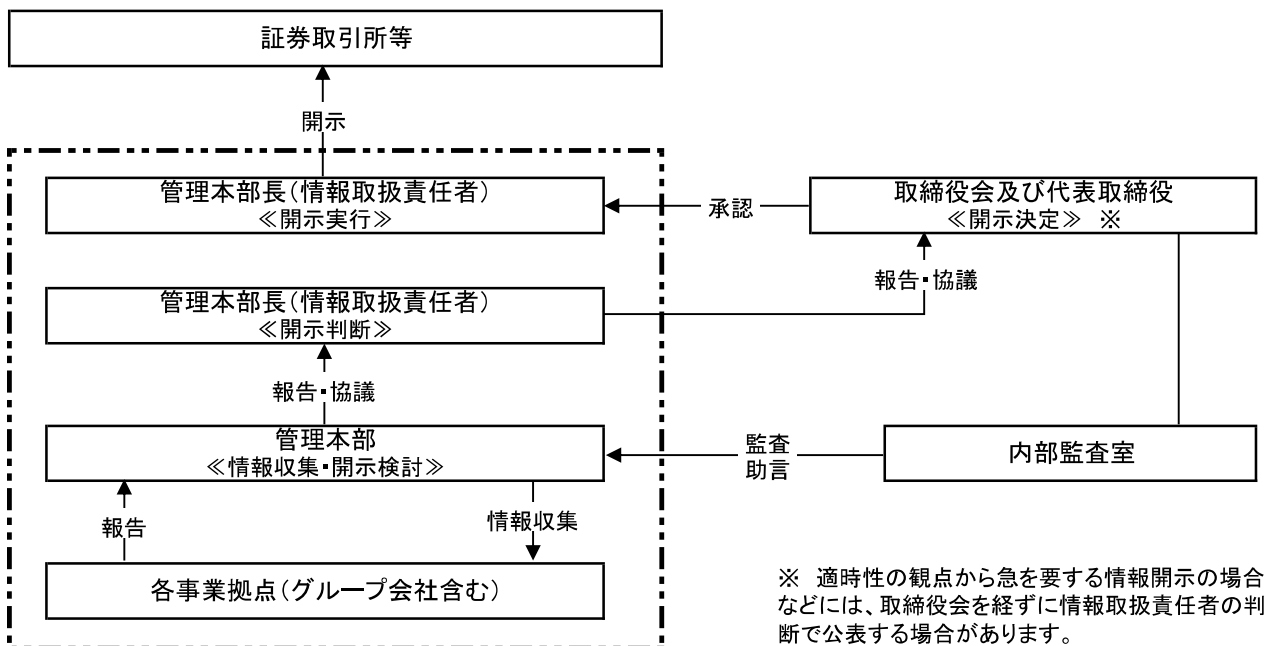 証券取引所等
開示
管理本部長(情報取扱責任者)
≪開示実行≫
承認
取締役会及び代表取締役
≪開示決定≫ ※
管理本部長(情報取扱責任者)
≪開示判断≫
報告・協議
報告・協議
管理本部
≪情報収集・開示検討≫
監査
助言
内部監査室
報告
情報収集
各事業拠点(グループ会社含む)
※ 適時性の観点から急を要する情報開示の場合
などには、取締役会を経ずに情報取扱責任者の判
断で公表する場合があります。